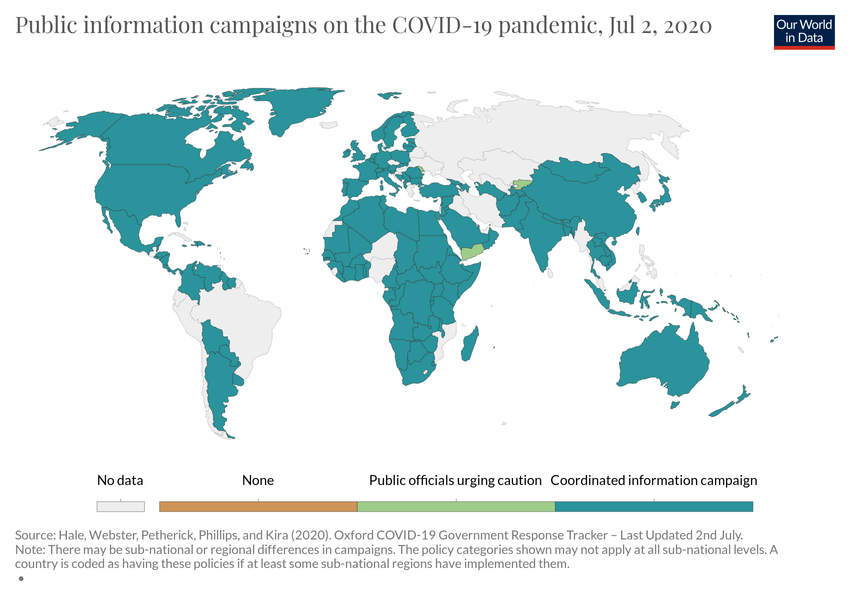 Public information campaigns on the COVID-19 pandemic, Jul 2, 2020
Our World
in Data
No data
None
Public officials urging caution
Coordinated information campaign
Source: Hale, Webster, Petherick, Phillips, and Kira (2020). Oxford COVID-19 Government Response Tracker – Last Updated 2nd July.
Note: There may be sub-national or regional differences in campaigns. The policy categories shown may not apply at all sub-national levels. A
country is coded as having these policies if at least some sub-national regions have implemented them.